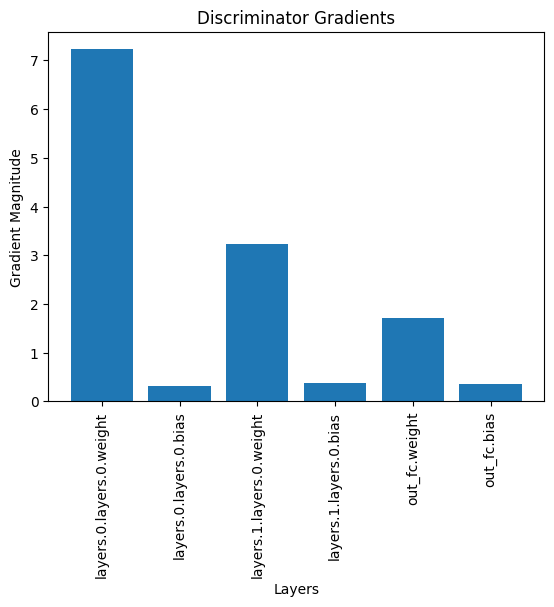 Discriminator Gradients
Gradient Magnitude
7
6
5
4
3
2
1
0
layers.0.layers.0.weight
layers.0.layers.0.bias
layers.1.layers.0.weight
layers.1.layers.0.bias
out_fc.weight
out_fc.bias
Layers